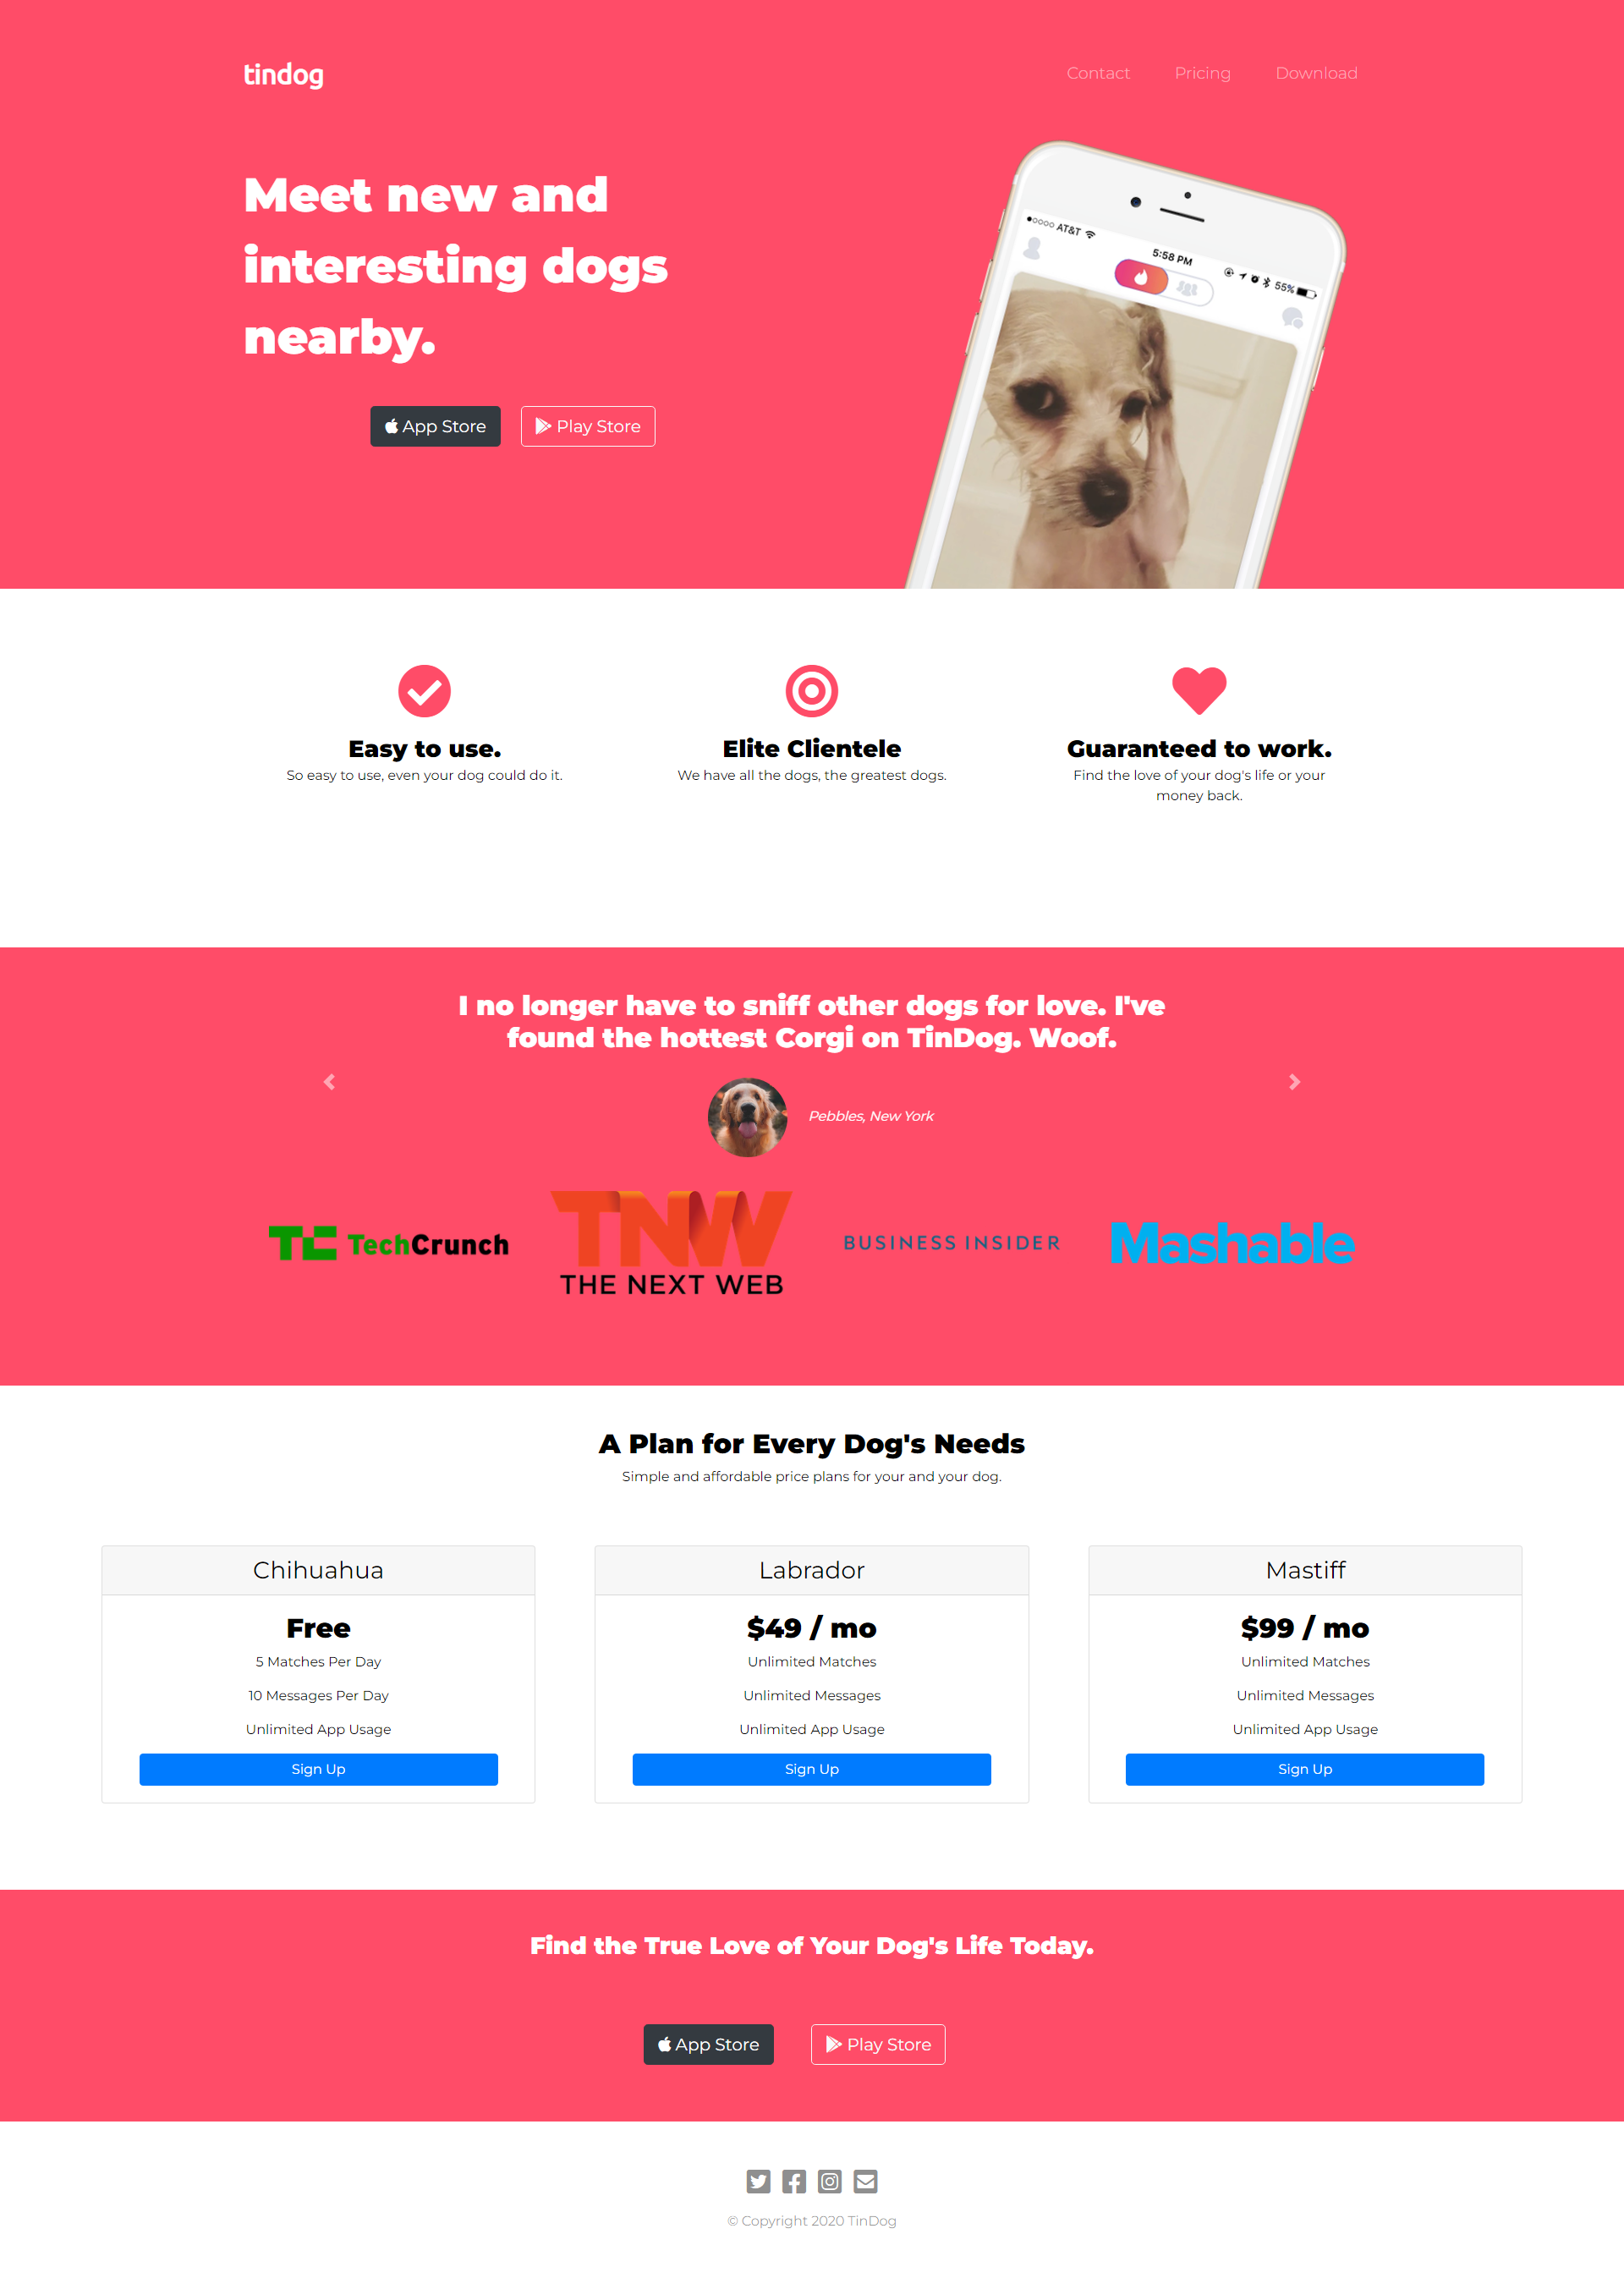 tindog
Contact Pricing Download
Meet new and
interesting dogs
nearby.
App Store Play Store
AT&T 5:58 PM 55%
Easy to use.
So easy to use, even your dog could do it.
Elite Clientele
We have all the dogs, the greatest dogs.
Guaranteed to work.
Find the love of your dog's life or your
money back.
I no longer have to sniff other dogs for love. I've
found the hottest Corgi on TinDog. Woof.
Pebbles, New York
TC TechCrunch
TNW
THE NEXT WEB
BUSINESS INSIDER
Mashable
A Plan for Every Dog's Needs
Simple and affordable price plans for your and your dog.
Chihuahua
Free
5 Matches Per Day
10 Messages Per Day
Unlimited App Usage
Sign Up
Labrador
$49 / mo
Unlimited Matches
Unlimited Messages
Unlimited App Usage
Sign Up
Mastiff
$99 / mo
Unlimited Matches
Unlimited Messages
Unlimited App Usage
Sign Up
Find the True Love of Your Dog's Life Today.
App Store Play Store
© Copyright 2020 TinDog